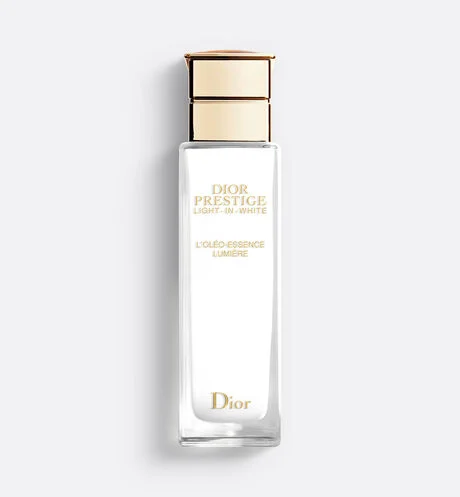 DIOR
PRESTIGE
LIGHT-IN-WHITE
L'OLÉO-ESSENCE
LUMIÈRE
Dior